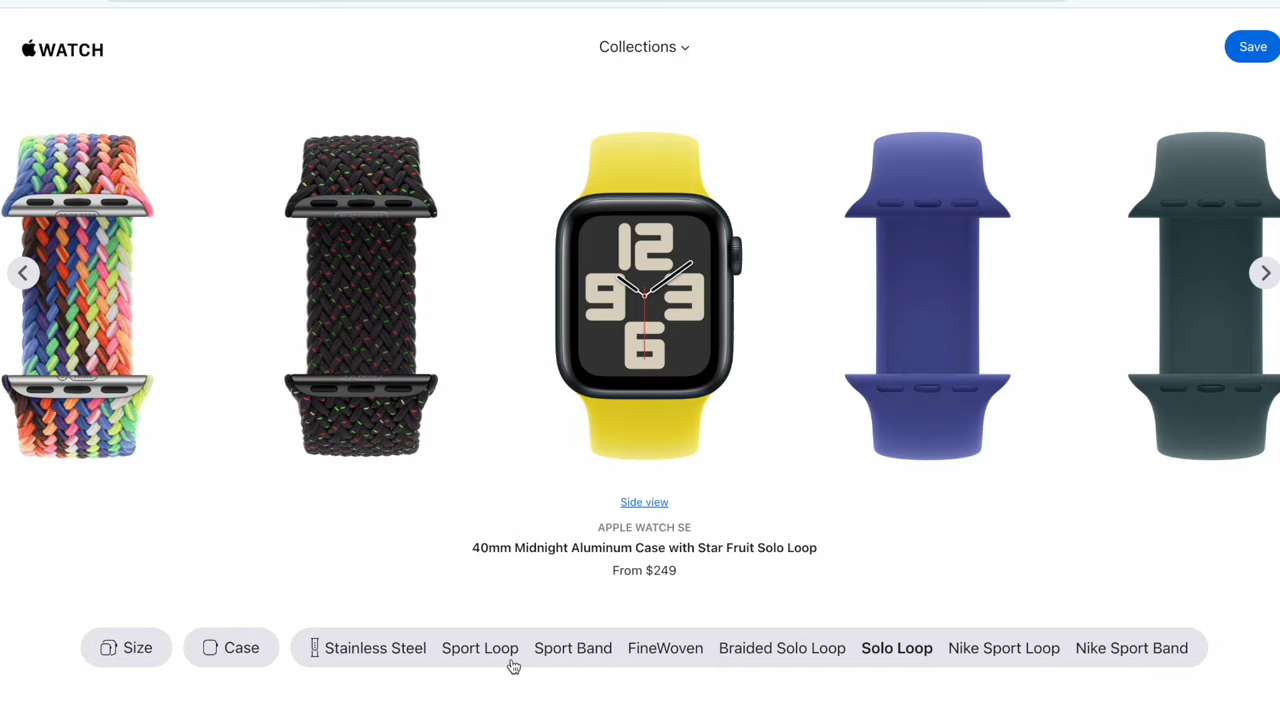 WATCH
Collections
Save
12
9 3
6
Side view
APPLE WATCH SE
40mm Midnight Aluminum Case with Star Fruit Solo Loop
From $249
Size Case Stainless Steel Sport Loop Sport Band FineWoven Braided Solo Loop Solo Loop Nike Sport Loop Nike Sport Band